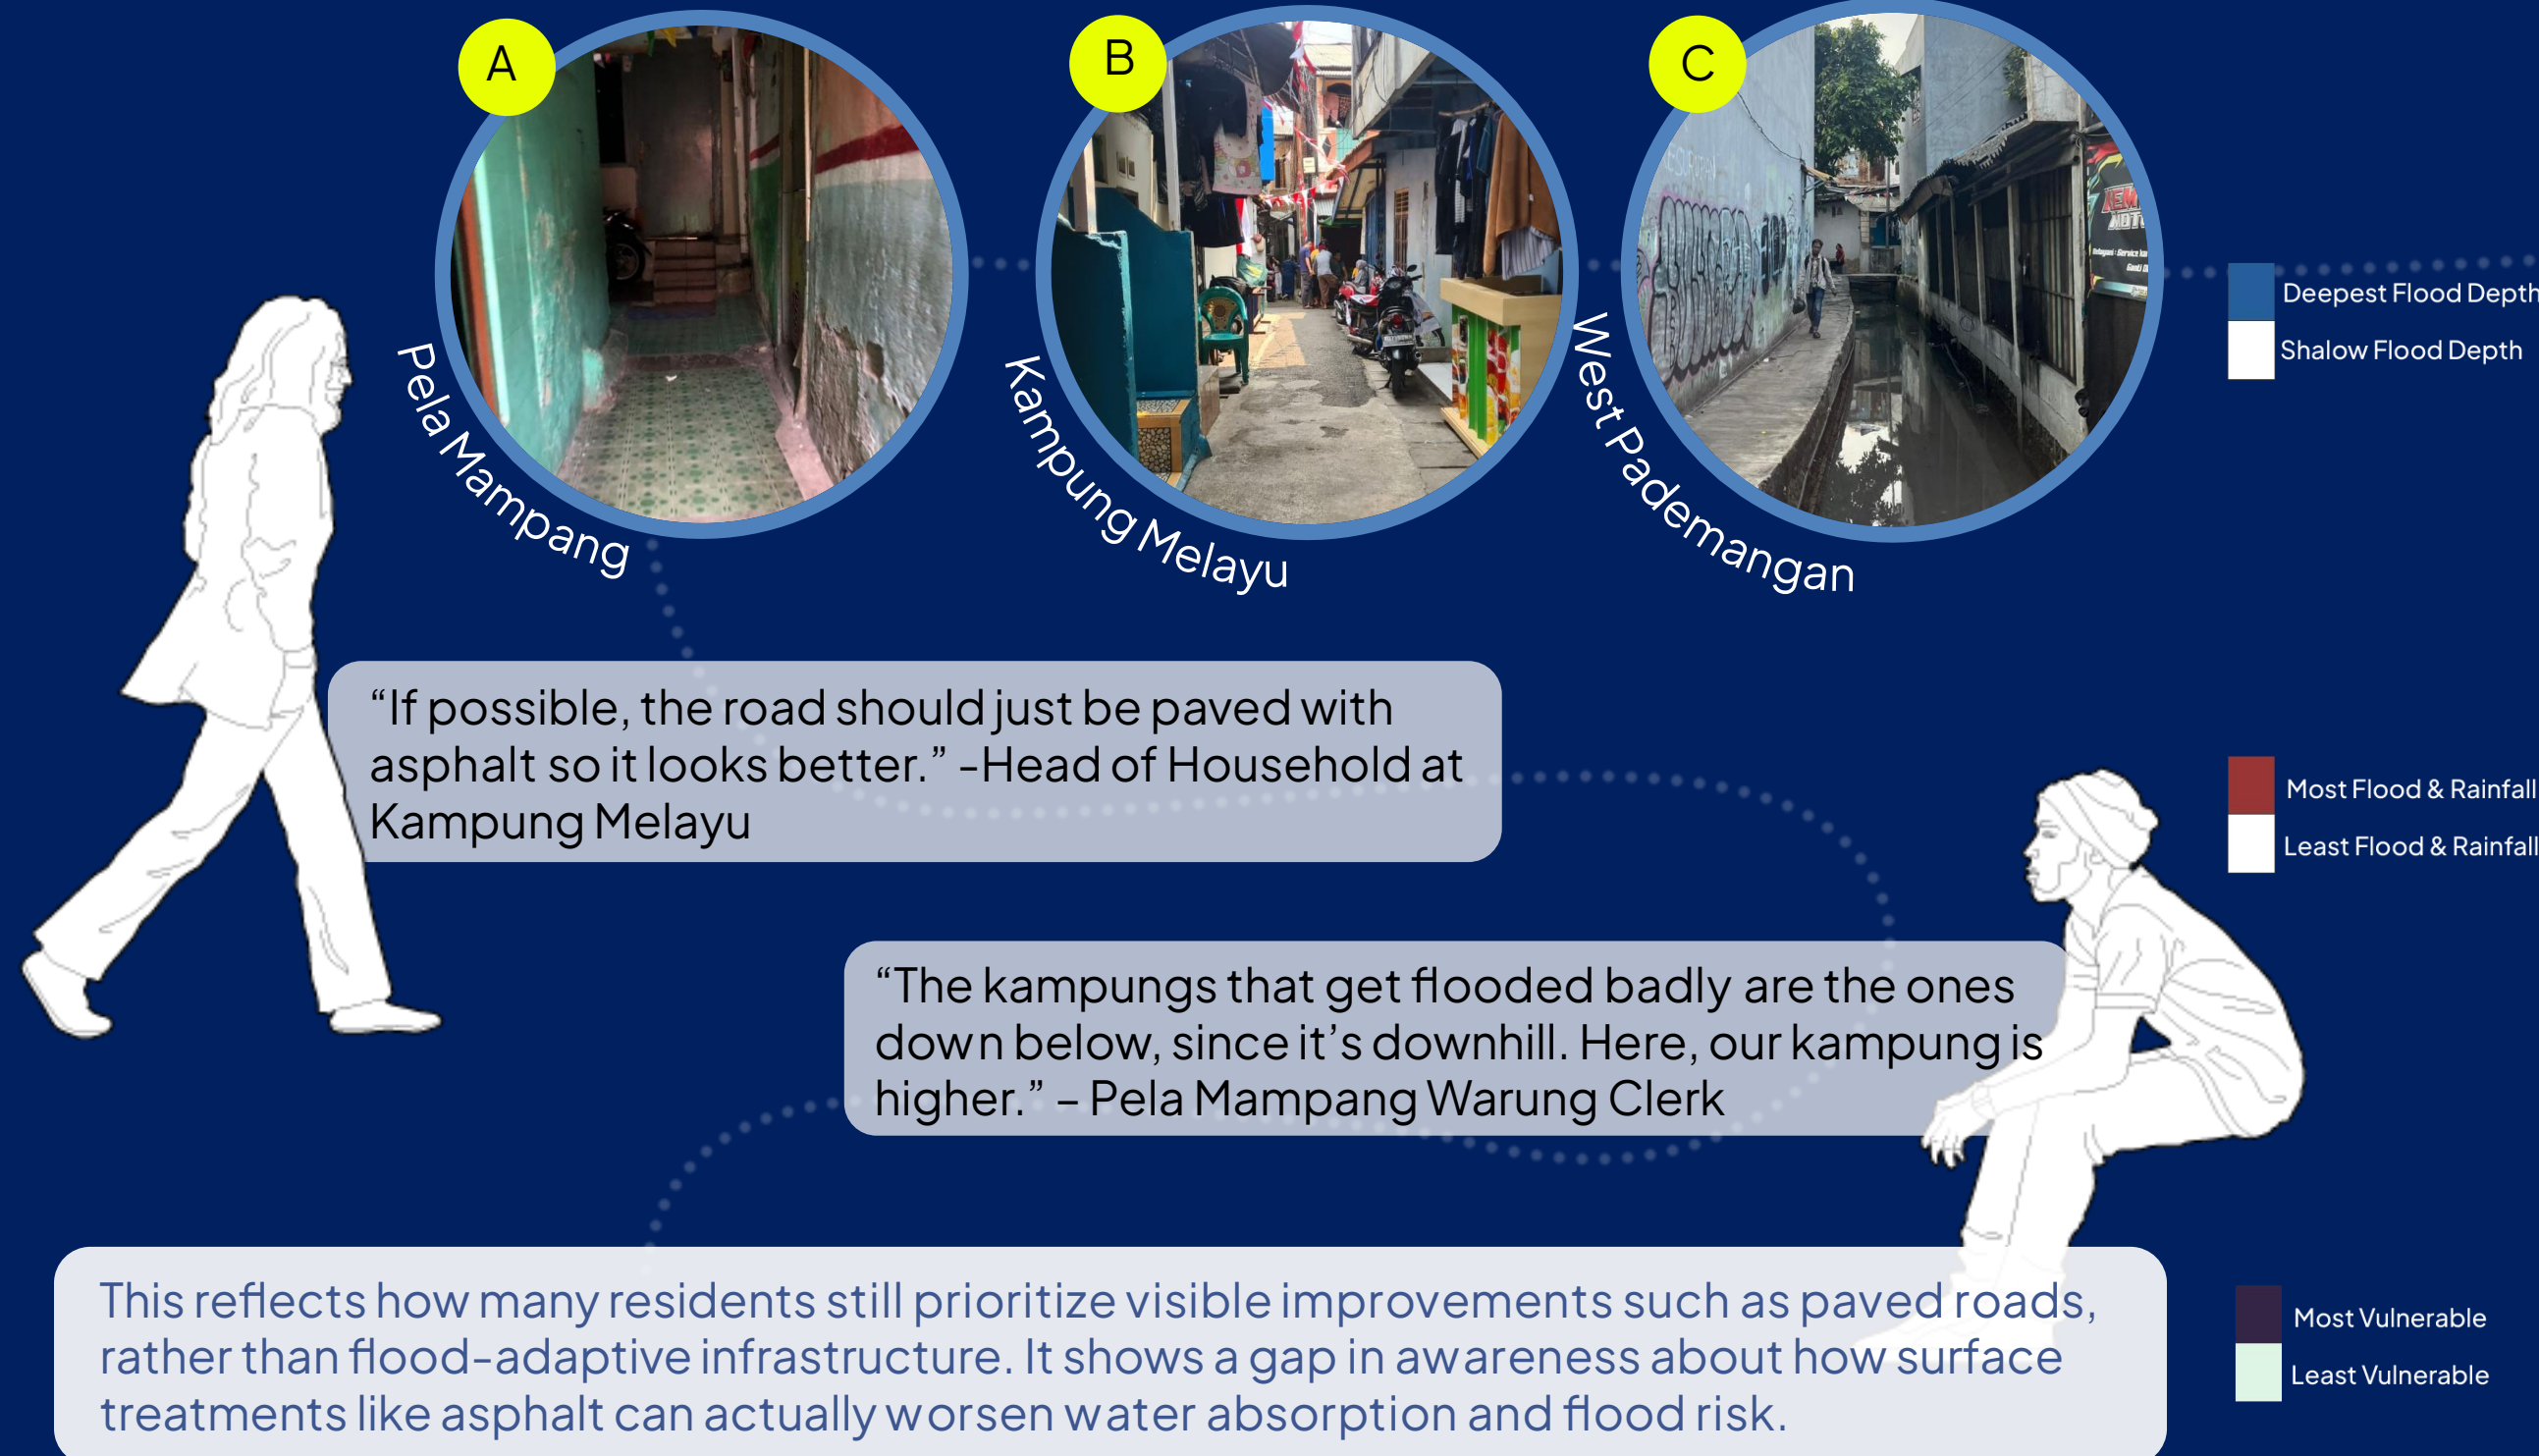 A
B
C
Pela Mampang
Kampung Melayu
West Pademangan
Deepest Flood Depth
Shalow Flood Depth
“If possible, the road should just be paved with
asphalt so it looks better.” -Head of Household at
Kampung Melayu
Most Flood & Rainfall
Least Flood & Rainfall
“The kampungs that get flooded badly are the ones
down below, since it’s downhill. Here, our kampung is
higher.” – Pela Mampang Warung Clerk
This reflects how many residents still prioritize visible improvements such as paved roads,
rather than flood-adaptive infrastructure. It shows a gap in awareness about how surface
treatments like asphalt can actually worsen water absorption and flood risk.
Most Vulnerable
Least Vulnerable